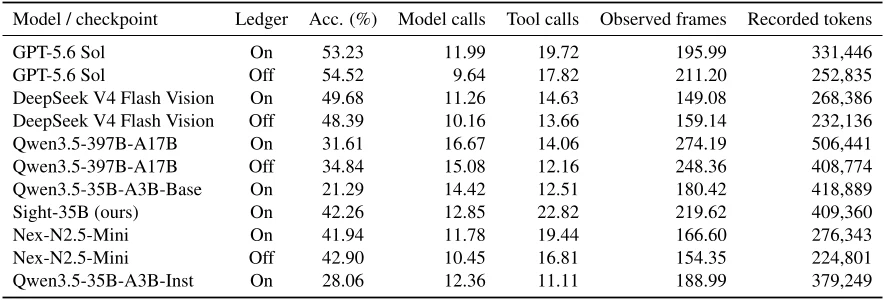 Model / checkpoint Ledger Acc. (%) Model calls Tool calls Observed frames Recorded tokens
GPT-5.6 Sol On 53.23 11.99 19.72 195.99 331,446
GPT-5.6 Sol Off 54.52 9.64 17.82 211.20 252,835
DeepSeek V4 Flash Vision On 49.68 11.26 14.63 149.08 268,386
DeepSeek V4 Flash Vision Off 48.39 10.16 13.66 159.14 232,136
Qwen3.5-397B-A17B On 31.61 16.67 14.06 274.19 506,441
Qwen3.5-397B-A17B Off 34.84 15.08 12.16 248.36 408,774
Qwen3.5-35B-A3B-Base On 21.29 14.42 12.51 180.42 418,889
Sight-35B (ours) On 42.26 12.85 22.82 219.62 409,360
Nex-N2.5-Mini On 41.94 11.78 19.44 166.60 276,343
Nex-N2.5-Mini Off 42.90 10.45 16.81 154.35 224,801
Qwen3.5-35B-A3B-Inst On 28.06 12.36 11.11 188.99 379,249